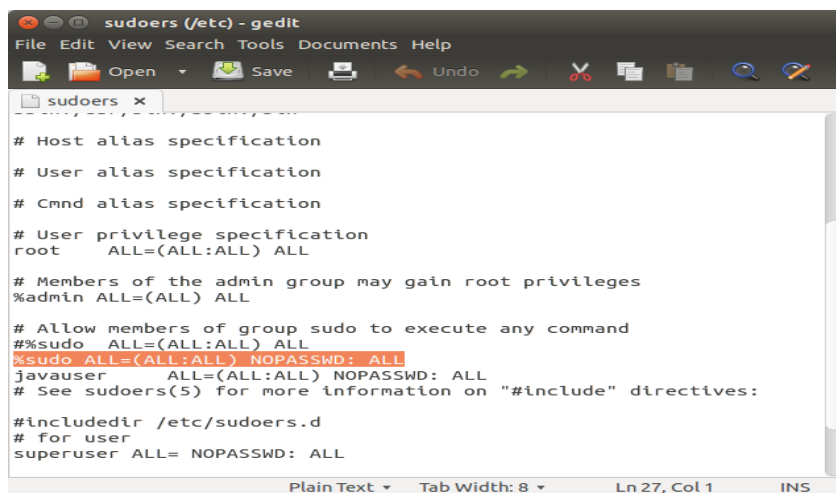 sudoers (/etc) - gedit
File Edit View Search Tools Documents Help
Open Save Undo
sudoers ×
# Host alias specification
# User alias specification
# Cmnd alias specification
# User privilege specification
root ALL=(ALL:ALL) ALL
# Members of the admin group may gain root privileges
%admin ALL=(ALL) ALL
# Allow members of group sudo to execute any command
#%sudo ALL=(ALL:ALL) ALL
%sudo ALL=(ALL:ALL) NOPASSWD: ALL
javauser ALL=(ALL:ALL) NOPASSWD: ALL
# See sudoers(5) for more information on "#include" directives:
#includedir /etc/sudoers.d
# for user
superuser ALL= NOPASSWD: ALL
Plain Text Tab Width: 8 Ln 27, Col 1 INS